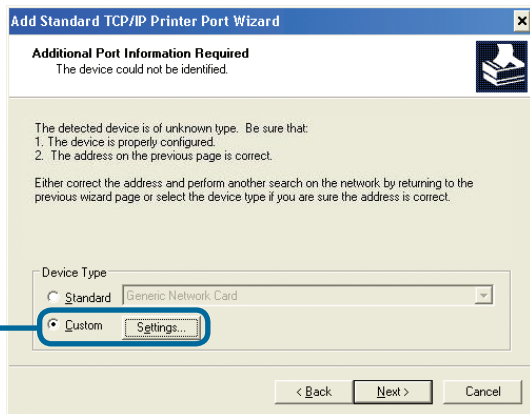 Add Standard TCP/IP Printer Port Wizard
Additional Port Information Required
The device could not be identified.
The detected device is of unknown type. Be sure that:
1. The device is properly configured.
2. The address on the previous page is correct.
Either correct the address and perform another search on the network by returning to the
previous wizard page or select the device type if you are sure the address is correct.
Device Type
Standard Generic Network Card
Custom Settings...
< Back Next > Cancel